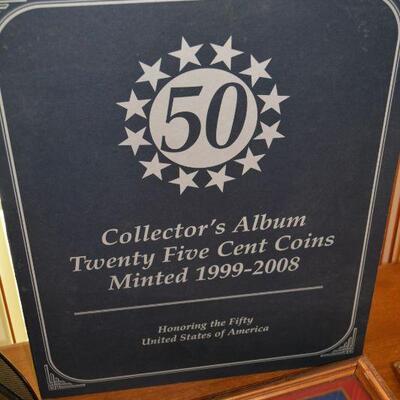 50
Collector's Album
Twenty Five Cent Coins
Minted 1999-2008
Honoring the Fifty
United States of America